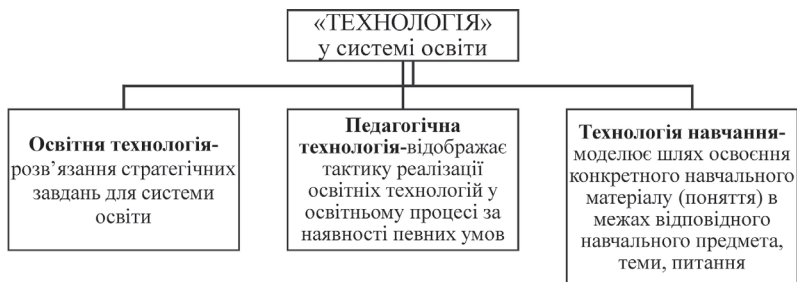 «ТЕХНОЛОГІЯ»
у системі освіти
Освітня технологія-
розв’язання стратегічних
завдань для системи
освіти
Педагогічна
технологія-відображає
тактику реалізації
освітніх технологій у
освітньому процесі за
наявності певних умов
Технологія навчання-
моделює шлях освоєння
конкретного навчального
матеріалу (поняття) в
межах відповідного
навчального предмета,
теми, питання